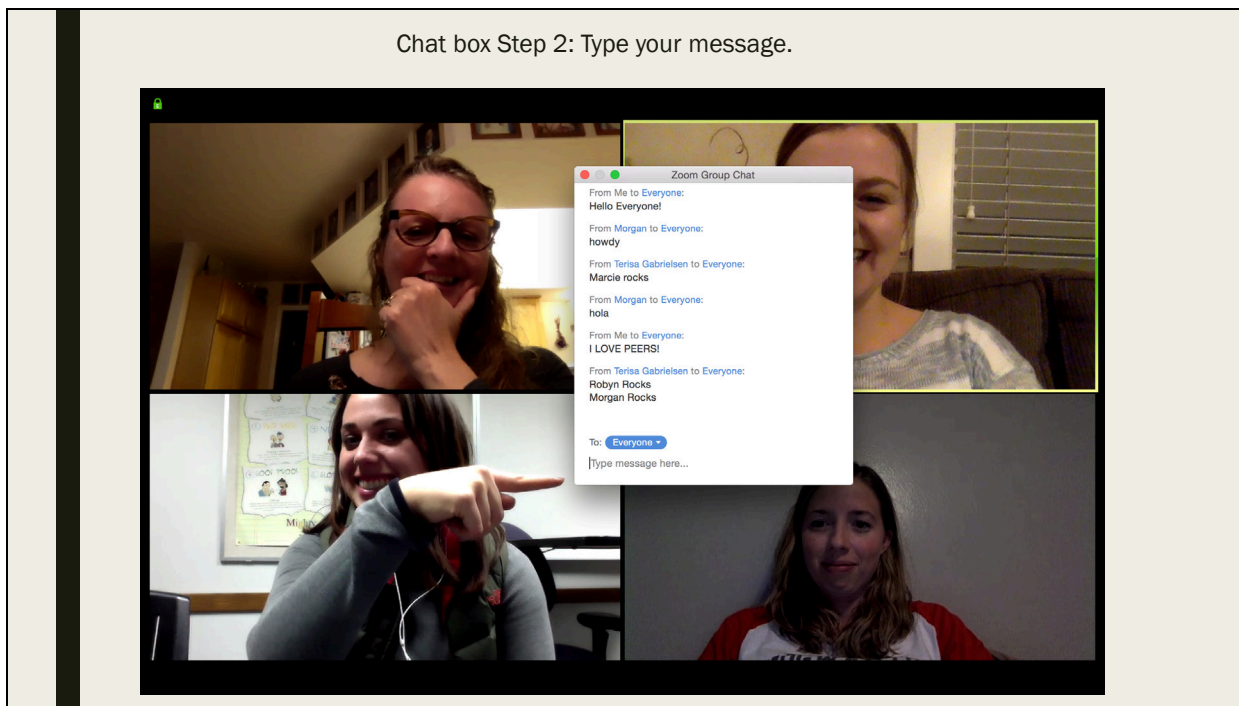 Chat box Step 2: Type your message.
Zoom Group Chat
From Me to Everyone:
Hello Everyone!
From Morgan to Everyone:
howdy
From Terisa Gabrielsen to Everyone:
Marcie rocks
From Morgan to Everyone:
hola
From Me to Everyone:
I LOVE PEERS!
From Terisa Gabrielsen to Everyone:
Robyn Rocks
Morgan Rocks
To: Everyone
Type message here...